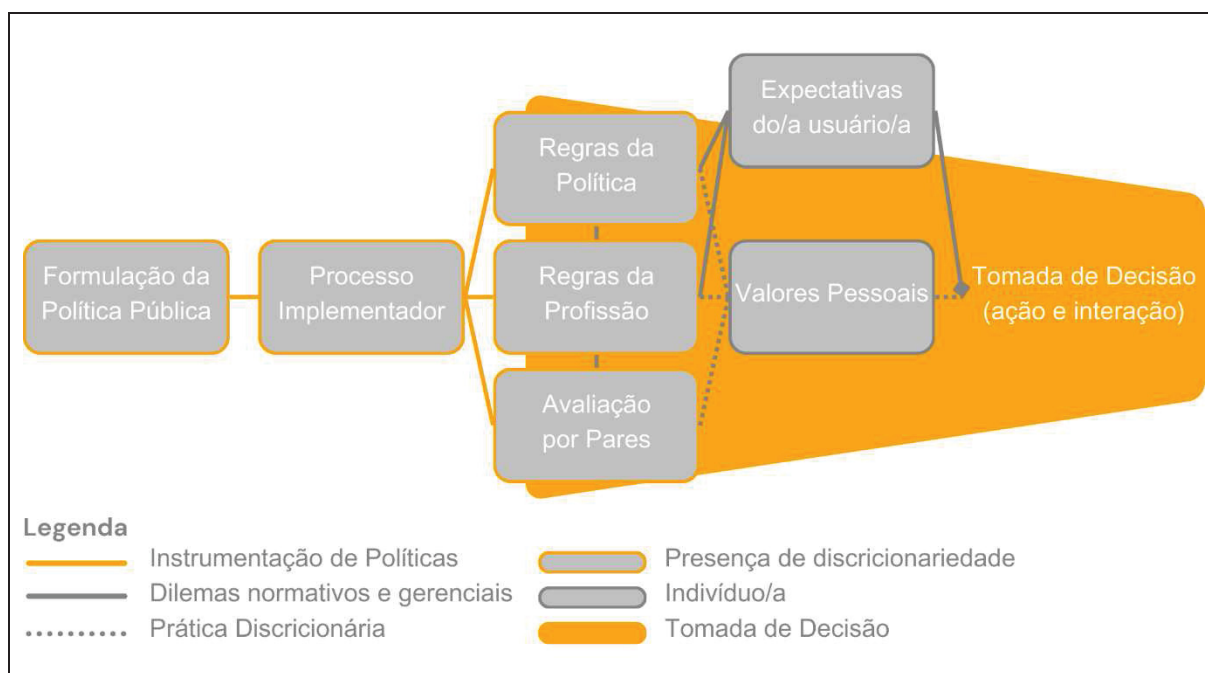 Formulação da
Política Pública
Processo
Implementador
Regras da
Política
Regras da
Profissão
Avaliação
por Pares
Expectativas
do/a usuário/a
Valores Pessoais
Tomada de Decisão
(ação e interação)
Legenda
Instrumentação de Políticas
Dilemas normativos e gerenciais
Prática Discricionária
Presença de discricionariedade
Indivíduo/a
Tomada de Decisão